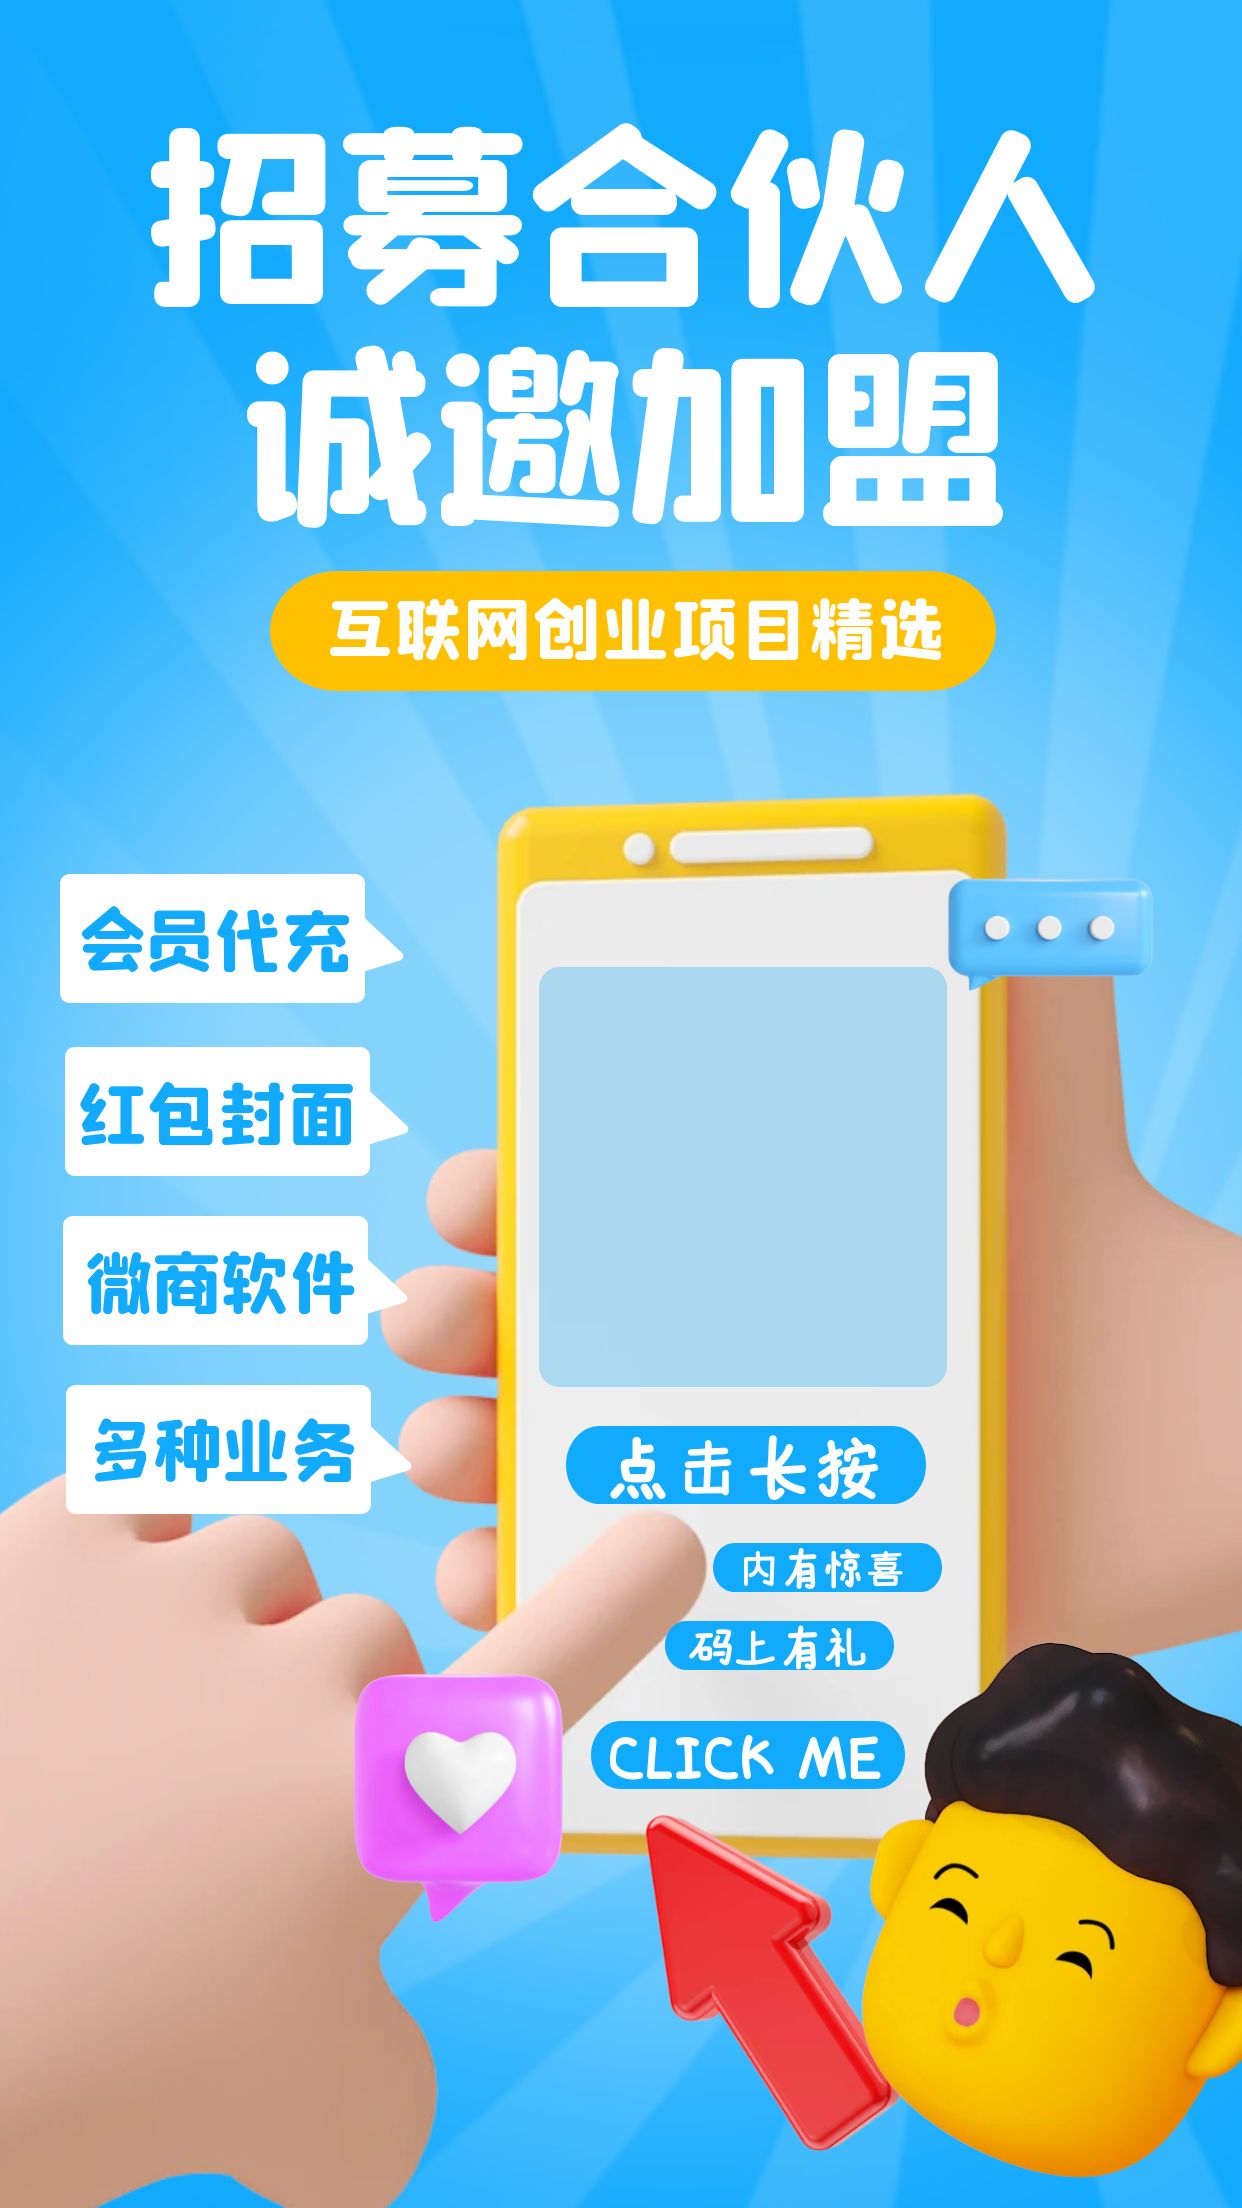 招募合伙人
诚邀加盟
互联网创业项目精选
会员代充
红包封面
微商软件
多种业务
点击长按
内有惊喜
码上有礼
CLICK ME